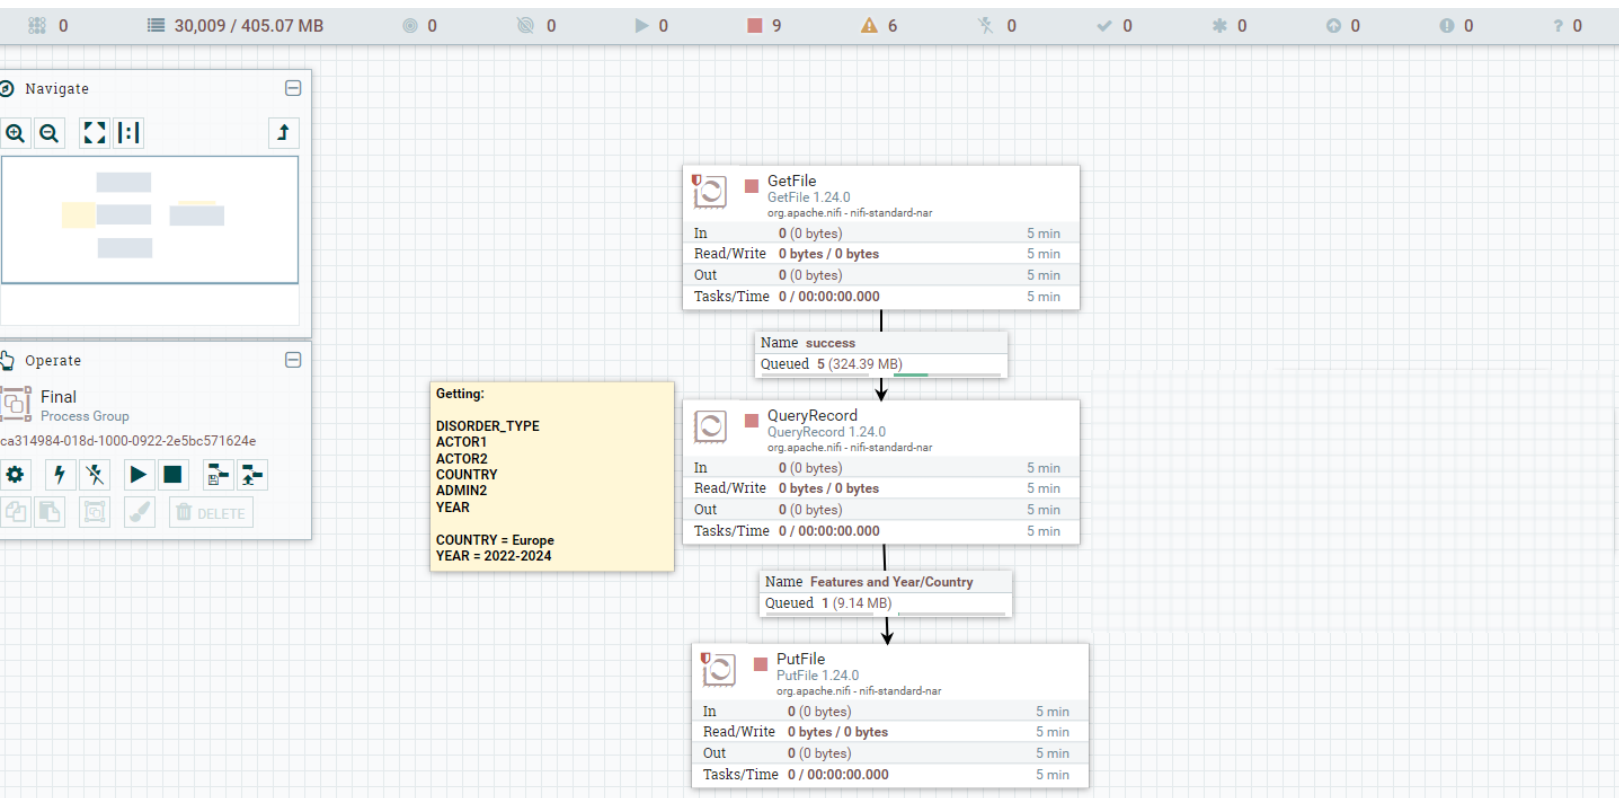 0
30,009 / 405.07 MB
0
0
0
9
6
0
0
0
0
0
? 0
Navigate
Operate
Final
Process Group
ca314984-018d-1000-0922-2e5bc571624e
DELETE
GetFile
GetFile 1.24.0
org.apache.nifi - nifi-standard-nar
In 0 (0 bytes) 5 min
Read/Write 0 bytes / 0 bytes 5 min
Out 0 (0 bytes) 5 min
Tasks/Time 0 / 00:00:00.000 5 min
Name success
Queued 5 (324.39 MB)
Getting:
DISORDER_TYPE
ACTOR1
ACTOR2
COUNTRY
ADMIN2
YEAR
COUNTRY = Europe
YEAR = 2022-2024
QueryRecord
QueryRecord 1.24.0
org.apache.nifi - nifi-standard-nar
In 0 (0 bytes) 5 min
Read/Write 0 bytes / 0 bytes 5 min
Out 0 (0 bytes) 5 min
Tasks/Time 0 / 00:00:00.000 5 min
Name Features and Year/Country
Queued 1 (9.14 MB)
PutFile
PutFile 1.24.0
org.apache.nifi - nifi-standard-nar
In 0 (0 bytes) 5 min
Read/Write 0 bytes / 0 bytes 5 min
Out 0 (0 bytes) 5 min
Tasks/Time 0 / 00:00:00.000 5 min